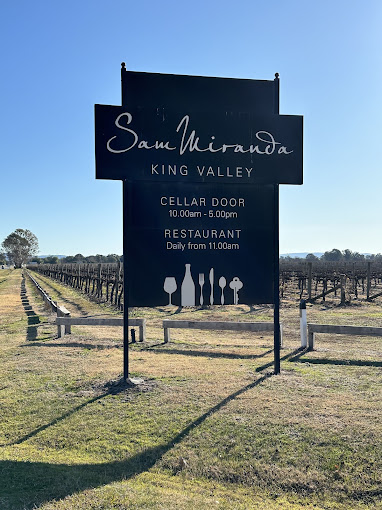 Sam Miranda
KING VALLEY
CELLAR DOOR
10.00am - 5.00pm
RESTAURANT
Daily from 11.00am